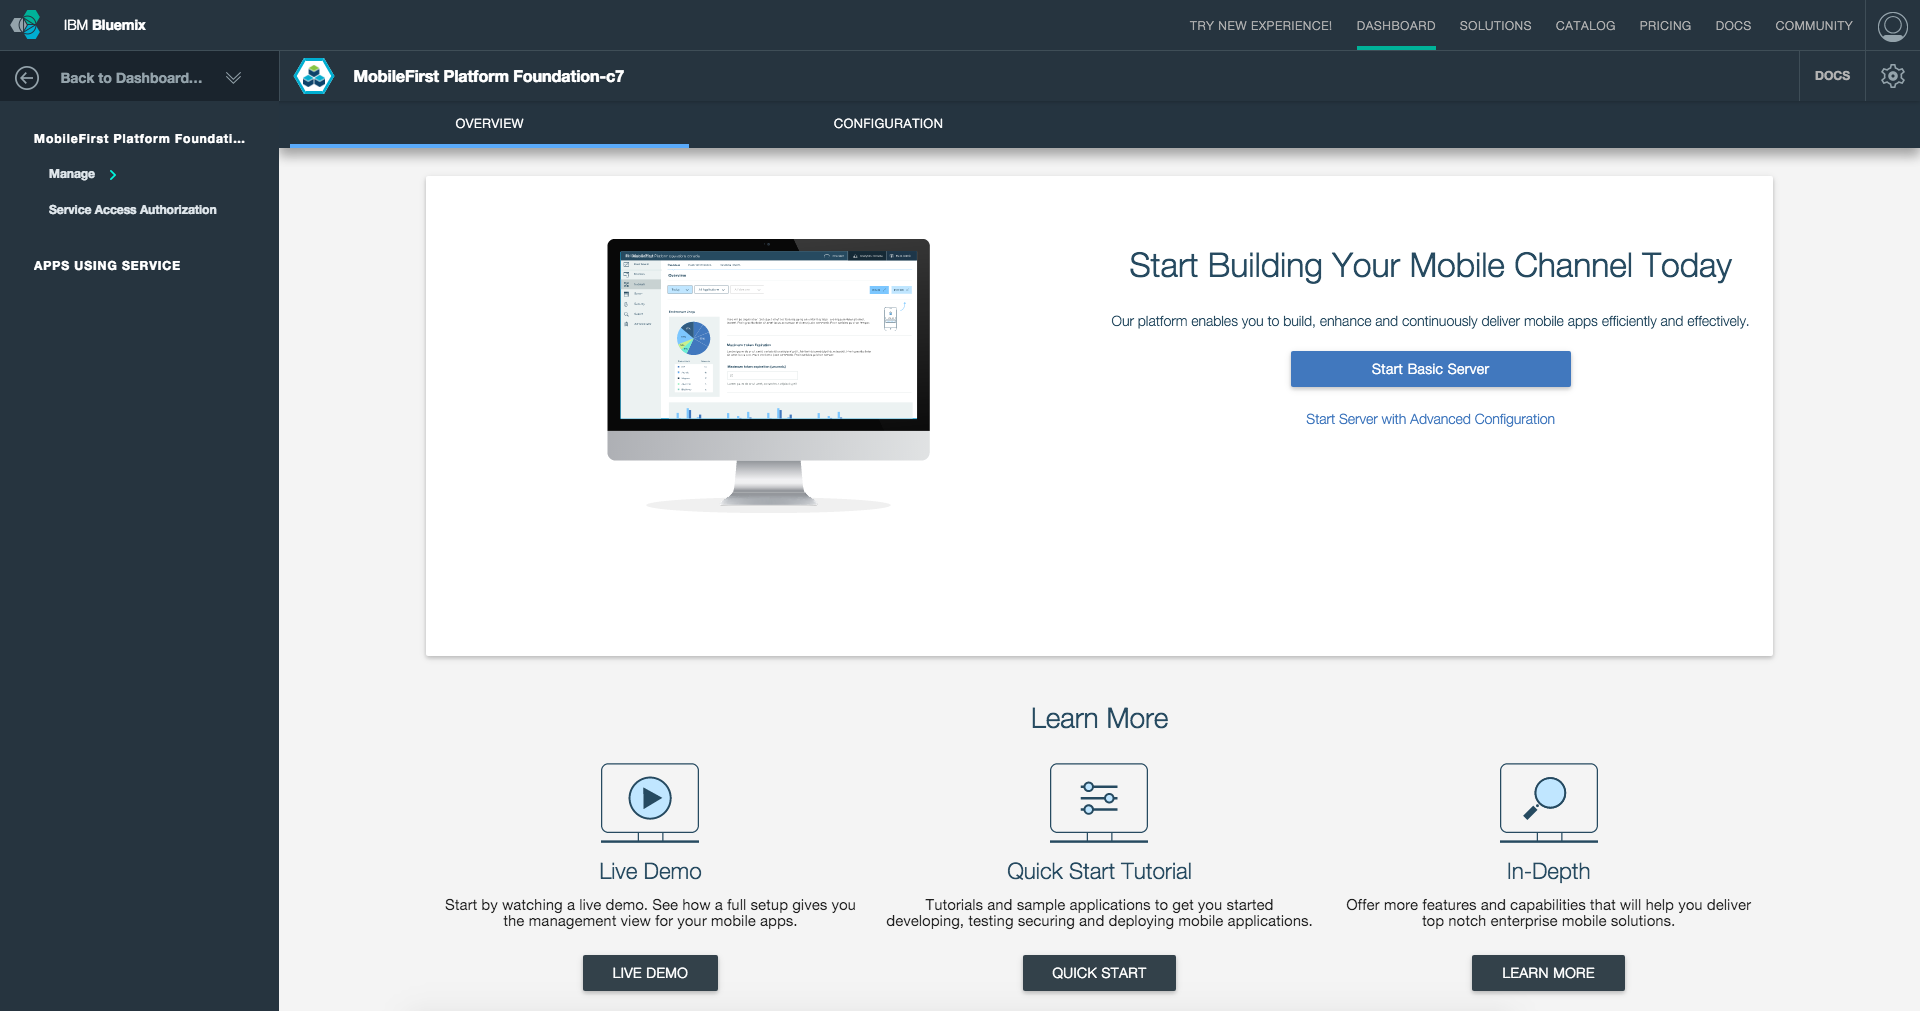 IBM Bluemix
TRY NEW EXPERIENCE!
DASHBOARD
SOLUTIONS
CATALOG
PRICING
DOCS
COMMUNITY
Back to Dashboard...
MobileFirst Platform Foundation-c7
DOCS
MobileFirst Platform Foundati...
Manage
Service Access Authorization
APPS USING SERVICE
OVERVIEW
CONFIGURATION
Overview
Start Building Your Mobile Channel Today
Our platform enables you to build, enhance and continuously deliver mobile apps efficiently and effectively.
Start Basic Server
Start Server with Advanced Configuration
Learn More
Live Demo
Start by watching a live demo. See how a full setup gives you
the management view for your mobile apps.
LIVE DEMO
Quick Start Tutorial
Tutorials and sample applications to get you started
developing, testing securing and deploying mobile applications.
QUICK START
In-Depth
Offer more features and capabilities that will help you deliver
top notch enterprise mobile solutions.
LEARN MORE